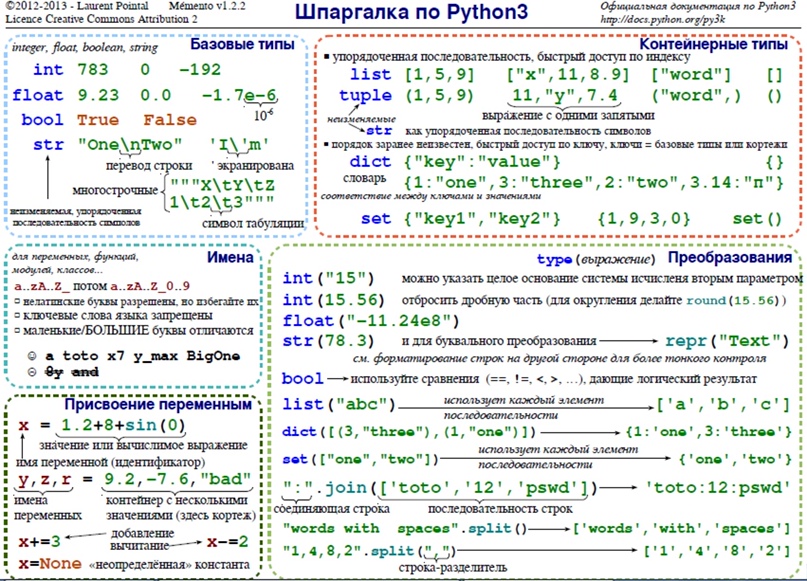 ©2012-2013 - Laurent Pointal Mémento v1.2.2
Licence Creative Commons Attribution 2
Шпаргалка по Python3
Официальная документация по Python3
http://docs.python.org/py3k
integer, float, boolean, string
Базовые типы
int 783 0 -192
float 9.23 0.0 -1.7e-6
10⁻⁶
bool True False
str "One\nTwo" 'I\'m'
перевод строки ' экранирована
многострочные """X\tY\tZ
1\t2\t3"""
неизменяемая, упорядоченная
последовательность симполов
символ табуляции
Контейнерные типы
▪ упорядоченная последовательность, быстрый доступ по индексу
list [1,5,9] ["x",11,8.9] ["word"] []
tuple (1,5,9) 11,"y",7.4 ("word",) ()
неизменяемые
выражение с одними запятыми
str как упорядоченная последовательность символов
▪ порядок заранее неизвестен, быстрый доступ по ключу, ключи = базовые типы или кортежи
dict {"key":"value"} {}
словарь {1:"one",3:"three",2:"two",3.14:"π"}
соответствие между ключами и значениями
set {"key1","key2"} {1,9,3,0} set()
для переменных, функций,
модулей, классов...
Имена
a..zA..Z_ потом a..zA..Z_0..9
▫ нелатинские буквы разрешены, но избегайте их
▫ ключевые слова языка запрещены
▫ маленькие/БОЛЬШИЕ буквы отличаются
☺ a toto x7 y_max BigOne
☹ 8y and
Присвоение переменным
x = 1.2+8+sin(0)
значение или вычислимое выражение
имя переменной (идентификатор)
y,z,r = 9.2,-7.6,"bad"
имена
переменных
контейнер с несколькими
значениями (здесь кортеж)
x+=3 добавление
вычитание x-=2
x=None «неопределённая» константа
type(выражение) Преобразования
int("15") можно указать целое основание системы исчисленя вторым параметром
int(15.56) отбросить дробную часть (для округления делайте round(15.56))
float("-11.24e8")
str(78.3) и для буквального преобразования repr("Text")
см. форматирование строк на другой стороне для более тонкого контроля
bool используйте сравнения (==, !=, <, >, …), дающие логический результат
list("abc") использует каждый элемент
последовательности ['a','b','c']
dict([(3,"three"),(1,"one")]) {1:'one',3:'three'}
set(["one","two"]) использует каждый элемент
последовательности {'one','two'}
":".join(['toto','12','pswd']) 'toto:12:pswd'
соединяющая строка последовательность строк
"words with spaces".split() ['words','with','spaces']
"1,4,8,2".split(",") ['1','4','8','2']
строка-разделитель